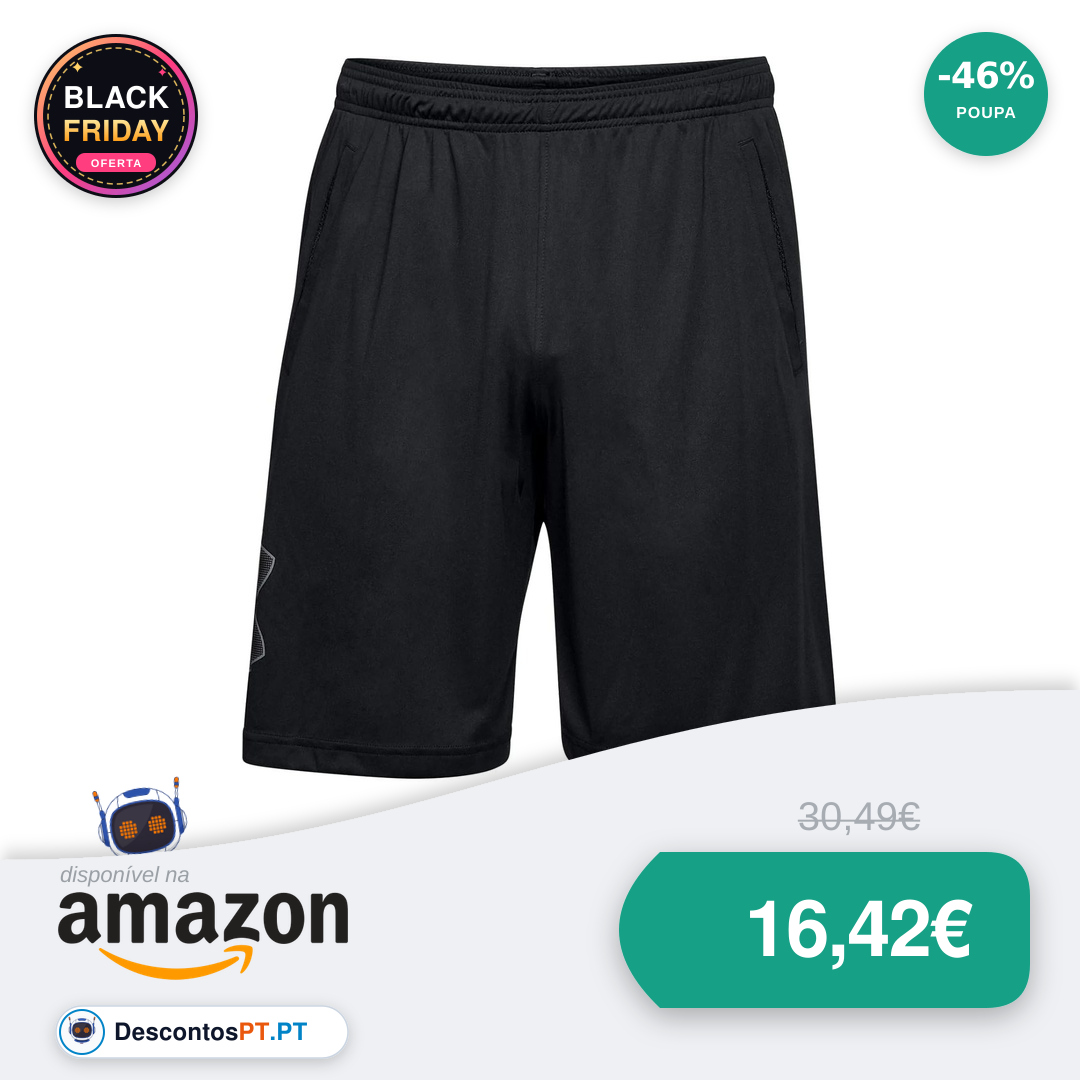 BLACK
FRIDAY
OFERTA
-46%
POUPA
30,49€
16,42€
disponível na
amazon
DescontosPT.PT